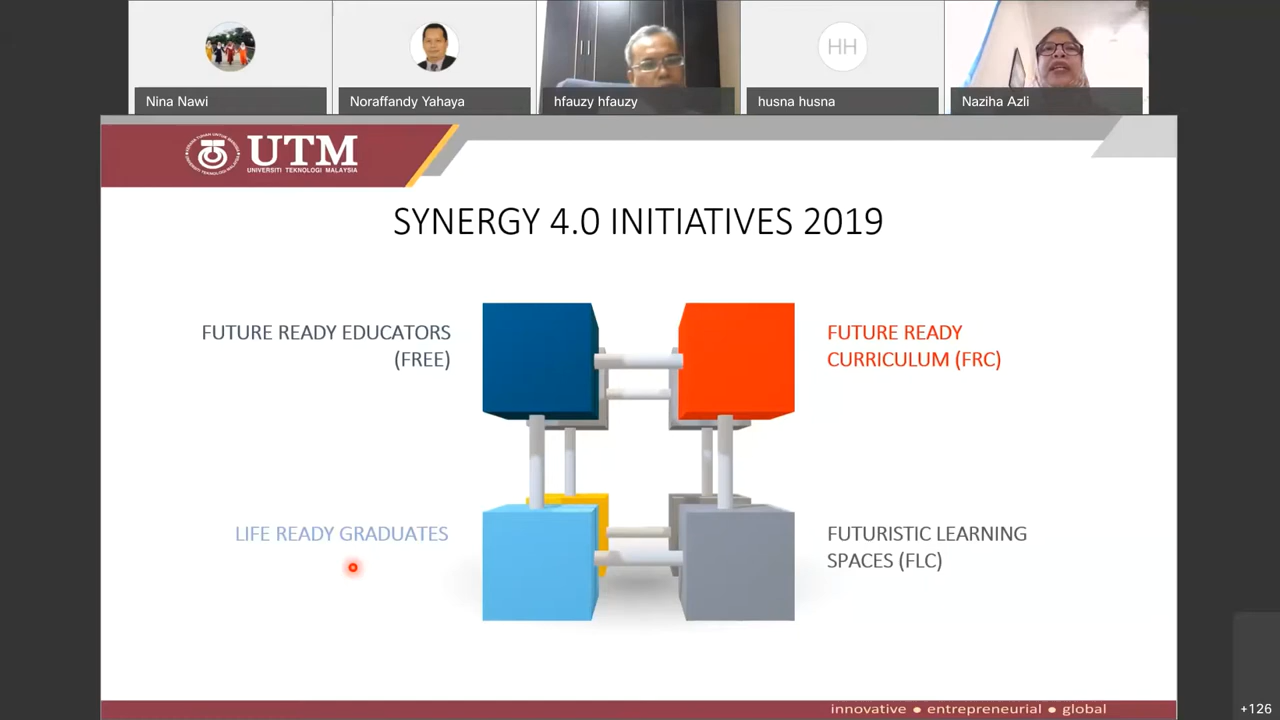 Nina Nawi
Noraffandy Yahaya
hfauzy hfauzy
HH
husna husna
Naziha Azli
UTM
UNIVERSITI TEKNOLOGI MALAYSIA
SYNERGY 4.0 INITIATIVES 2019
FUTURE READY EDUCATORS
(FREE)
FUTURE READY
CURRICULUM (FRC)
LIFE READY GRADUATES
FUTURISTIC LEARNING
SPACES (FLC)
innovative ● entrepreneurial ● global
+126